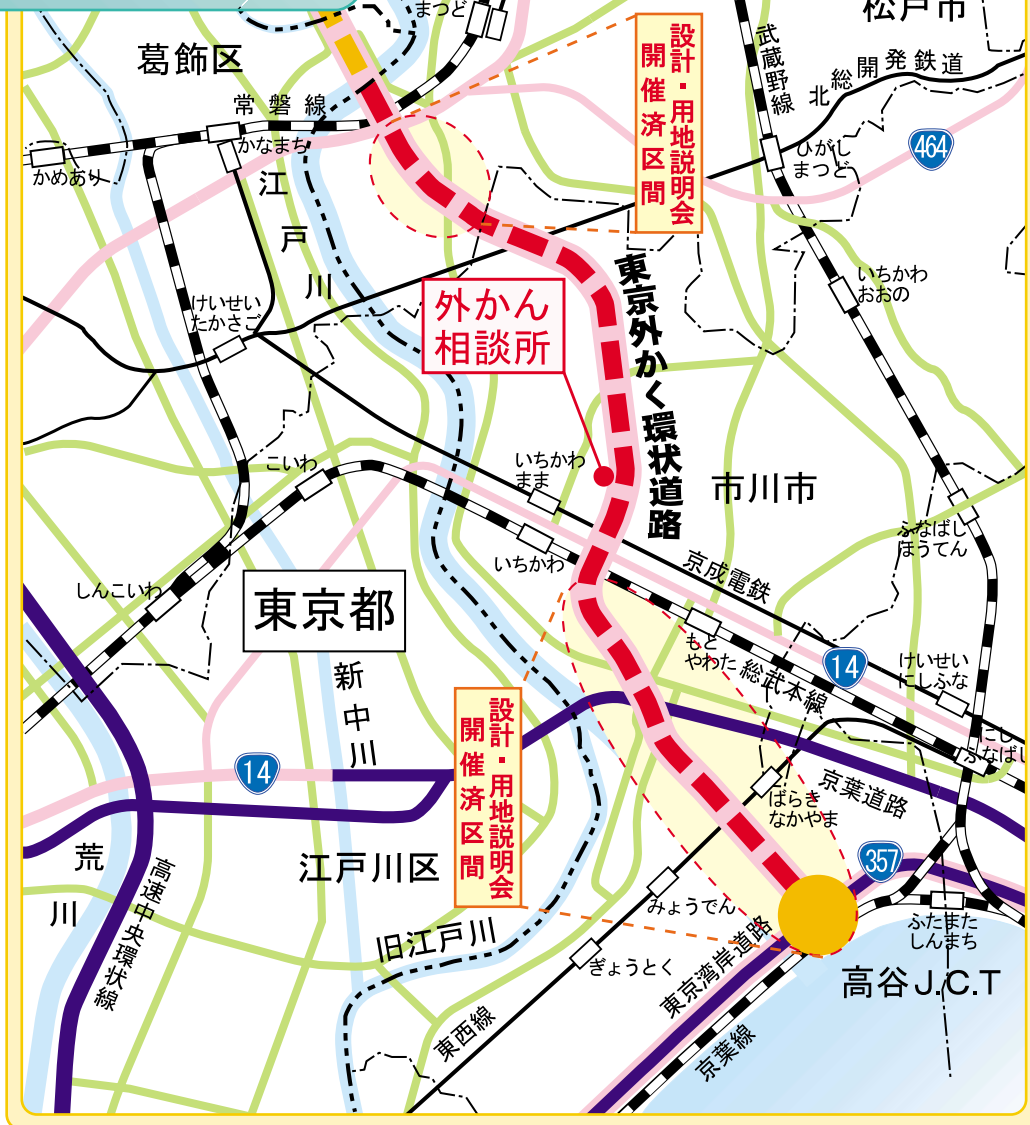 まつど
松戸市
葛飾区
設計・用地説明会
開催済区間
武蔵野線
北総開発鉄道
常磐線
かなまち
かめあり
464
ひがし
まつど
江戸川
いちかわ
おおの
けいせい
たかさご
外かん
相談所
東京外かく環状道路
こいわ
いちかわ
まま
市川市
ふなばし
ほうてん
いちかわ
京成電鉄
しんこいわ
東京都
もと
やわた
総武本線
14
けいせい
にしふな
新中川
設計・用地説明会
開催済区間
にし
ふなばし
14
京葉道路
ばらき
なかやま
荒川
高速中央環状線
江戸川区
357
みょうでん
ふたまた
しんまち
旧江戸川
ぎょうとく
東京湾岸道路
高谷J.C.T
東西線
京葉線